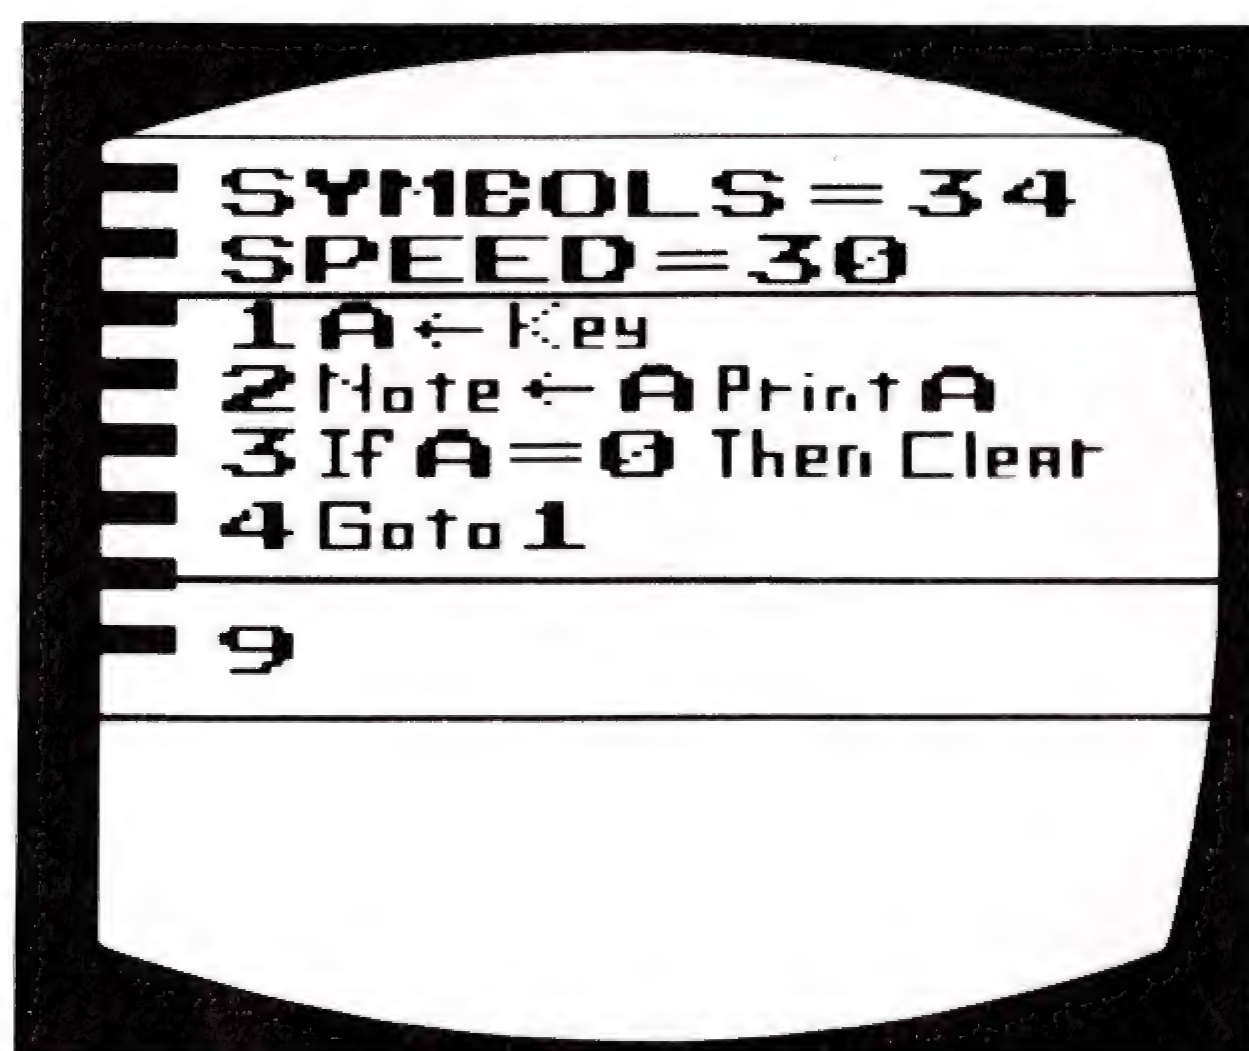 SYMBOLS=34
SPEED=30
1 A ← Key
2 Note ← A Print A
3 If A=0 Then Clear
4 Goto 1
9